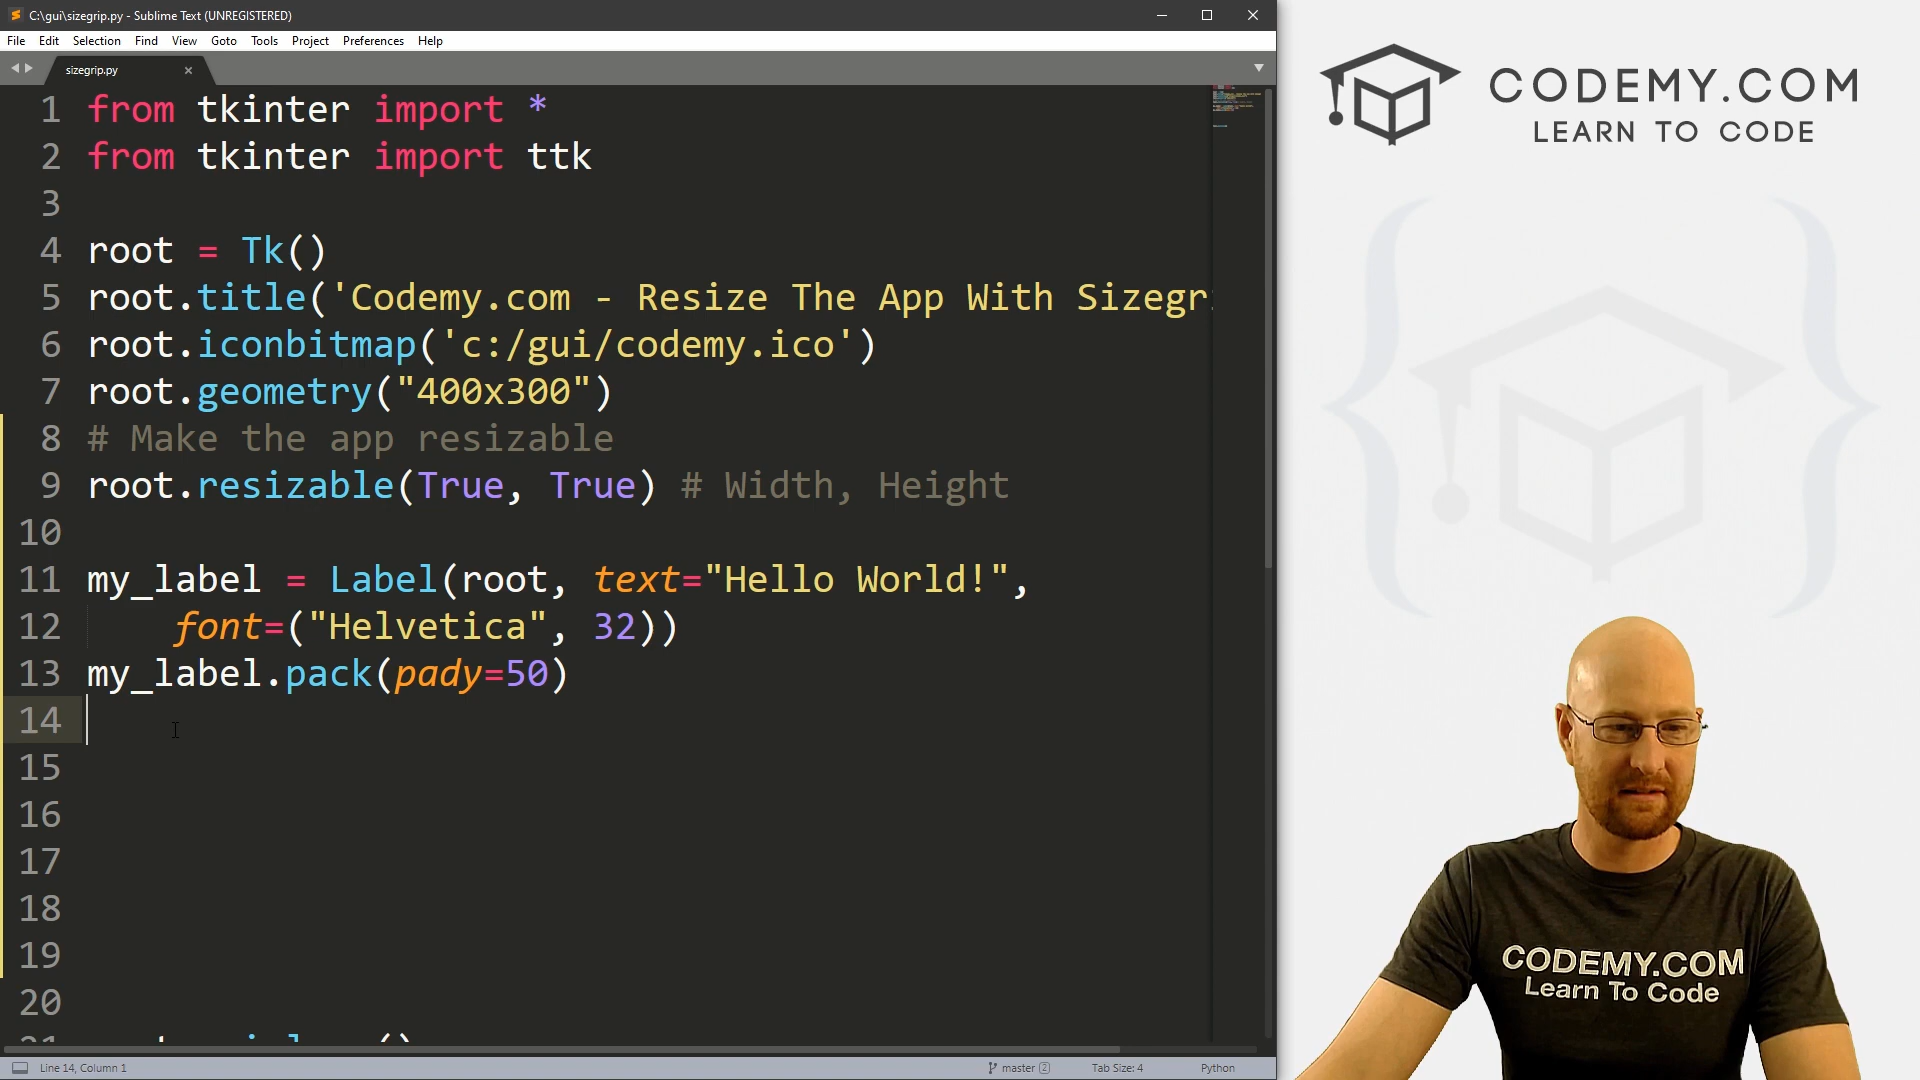 C:\gui\sizegrip.py - Sublime Text (UNREGISTERED)
File Edit Selection Find View Goto Tools Project Preferences Help
sizegrip.py
1 from tkinter import *
2 from tkinter import ttk
3
4 root = Tk()
5 root.title('Codemy.com - Resize The App With Sizegr
6 root.iconbitmap('c:/gui/codemy.ico')
7 root.geometry("400x300")
8 # Make the app resizable
9 root.resizable(True, True) # Width, Height
10
11 my_label = Label(root, text="Hello World!",
12 font=("Helvetica", 32))
13 my_label.pack(pady=50)
14
15
16
17
18
19
20
Line 14, Column 1
master 2
Tab Size: 4
Python
CODEMY.COM
LEARN TO CODE
CODEMY.COM
Learn To Code